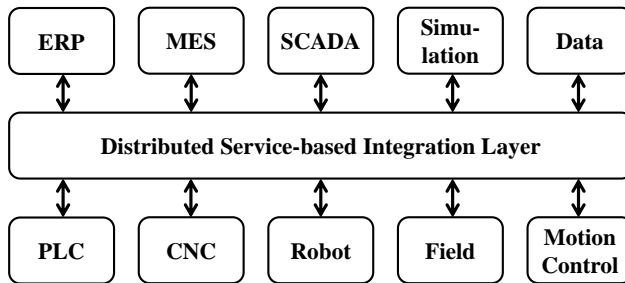 ERP
MES
SCADA
Simu-
lation
Data
Distributed Service-based Integration Layer
PLC
CNC
Robot
Field
Motion
Control